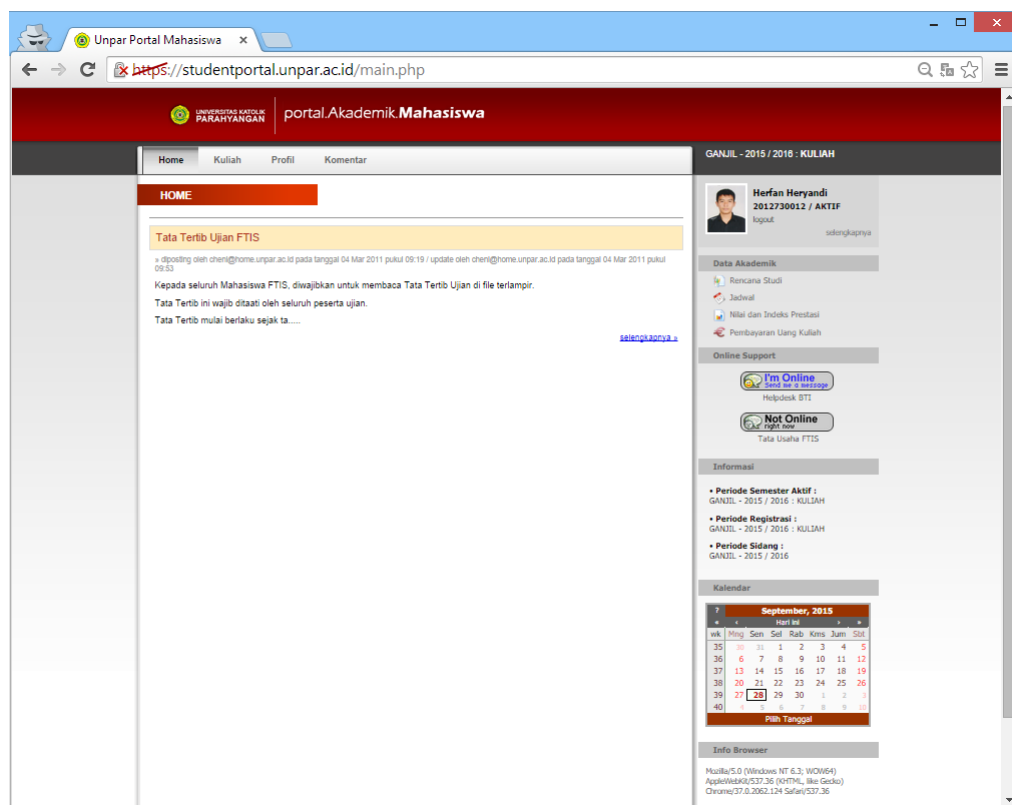 Unpar Portal Mahasiswa
https://studentportal.unpar.ac.id/main.php
UNIVERSITAS KATOLIK
PARAHYANGAN
portal.Akademik.Mahasiswa
Home Kuliah Profil Komentar
GANJIL - 2015 / 2016 : KULIAH
HOME
Tata Tertib Ujian FTIS
» diposting oleh cheni@home.unpar.ac.id pada tanggal 04 Mar 2011 pukul 09:19 / update oleh cheni@home.unpar.ac.id pada tanggal 04 Mar 2011 pukul
09:53
Kepada seluruh Mahasiswa FTIS, diwajibkan untuk membaca Tata Tertib Ujian di file terlampir.
Tata Tertib ini wajib ditaati oleh seluruh peserta ujian.
Tata Tertib mulai berlaku sejak ta.....
selengkapnya »
Herfan Heryandi
2012730012 / AKTIF
logout
selengkapnya
Data Akademik
Rencana Studi
Jadwal
Nilai dan Indeks Prestasi
Pembayaran Uang Kuliah
Online Support
I'm Online
Send me a message
Helpdesk BTI
Not Online
right now
Tata Usaha FTIS
Informasi
• Periode Semester Aktif :
GANJIL - 2015 / 2016 : KULIAH
• Periode Registrasi :
GANJIL - 2015 / 2016 : KULIAH
• Periode Sidang :
GANJIL - 2015 / 2016
Kalendar
? September, 2015
« ‹ Hari ini › »
wk Mng Sen Sel Rab Kms Jum Sbt
35 30 31 1 2 3 4 5
36 6 7 8 9 10 11 12
37 13 14 15 16 17 18 19
38 20 21 22 23 24 25 26
39 27 28 29 30 1 2 3
40 4 5 6 7 8 9 10
Pilih Tanggal
Info Browser
Mozilla/5.0 (Windows NT 6.3; WOW64)
AppleWebKit/537.36 (KHTML, like Gecko)
Chrome/37.0.2062.124 Safari/537.36